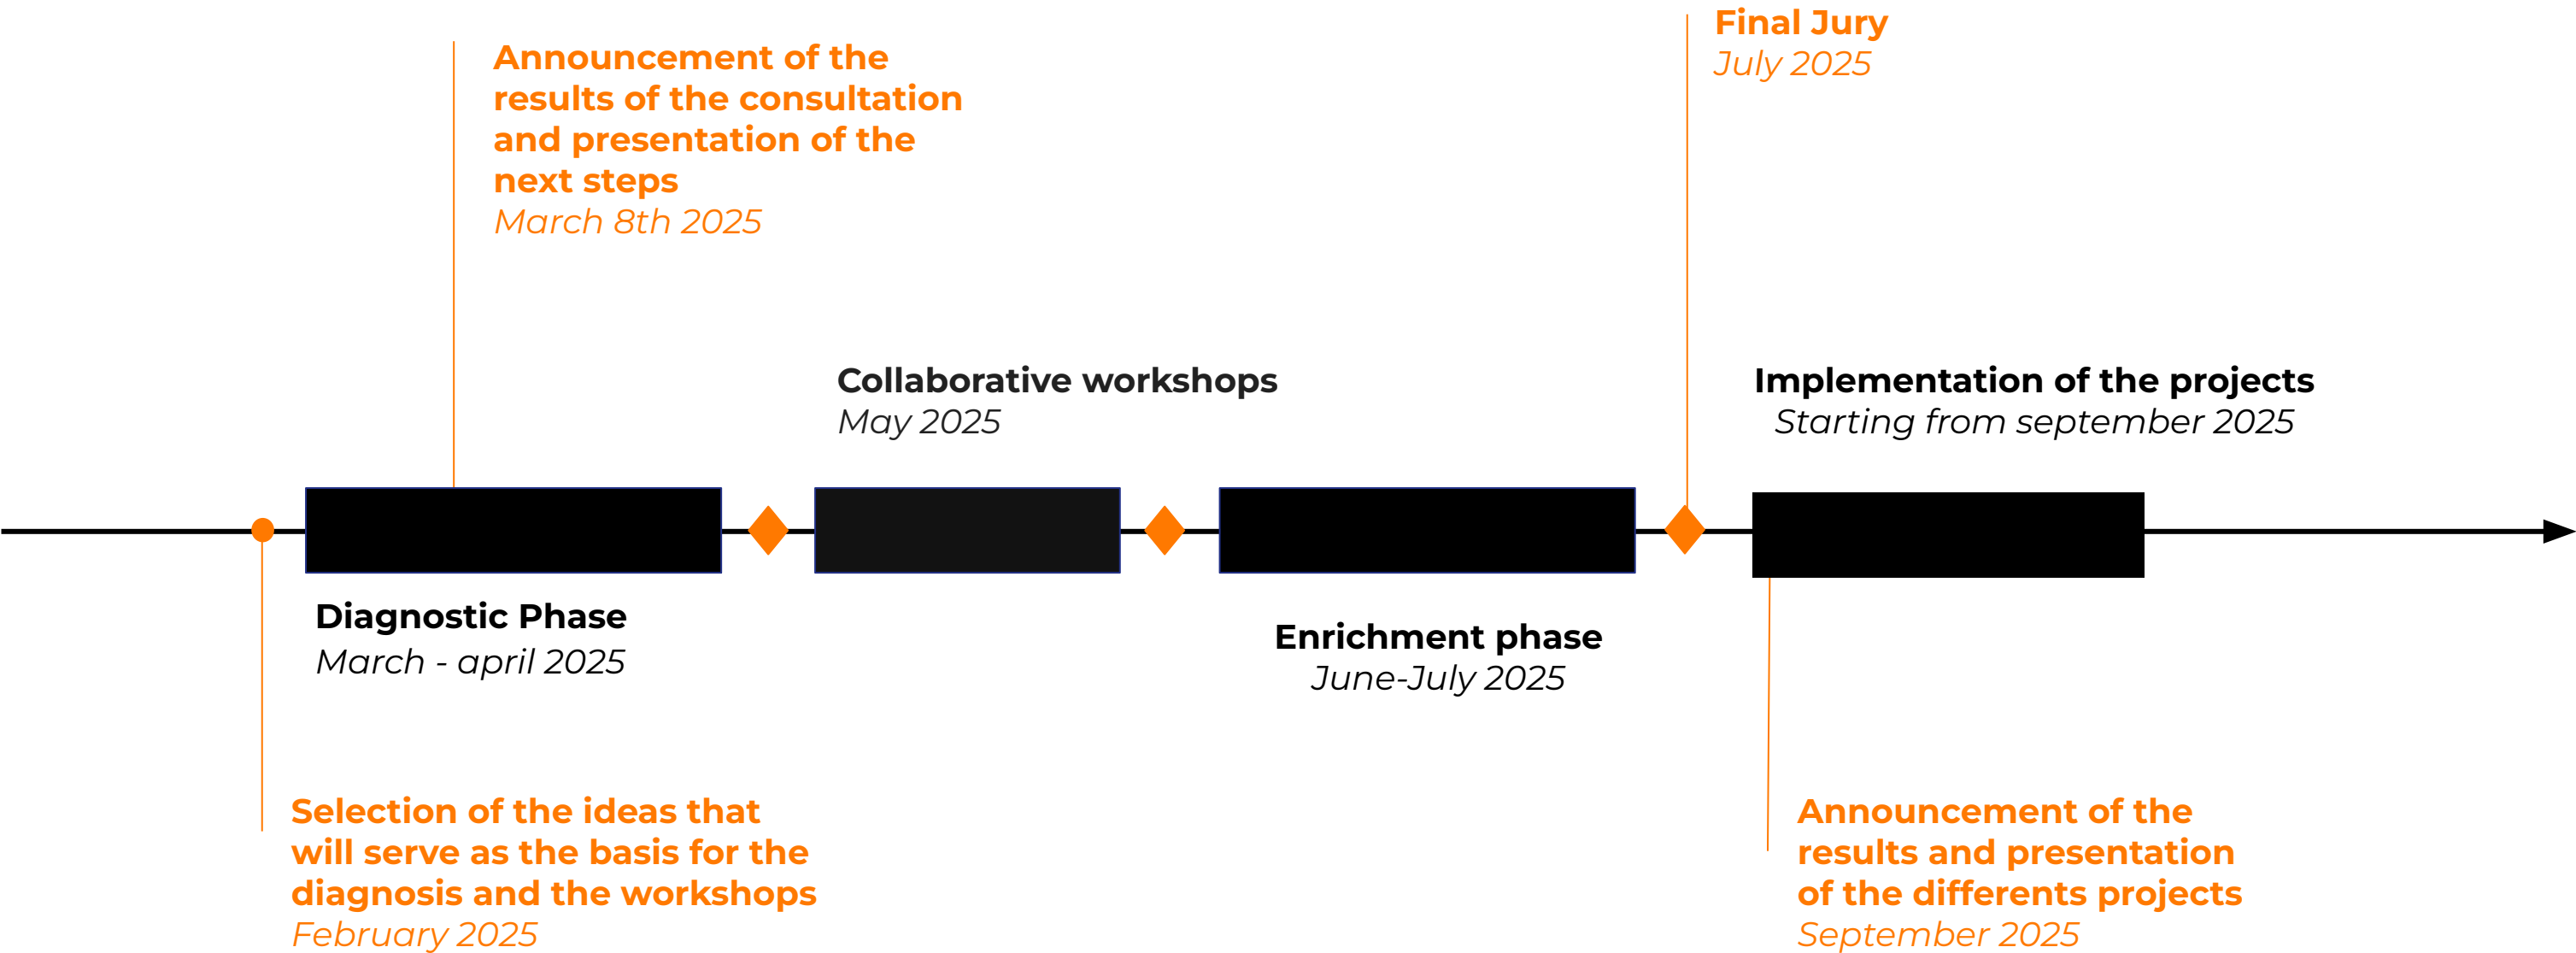 Final Jury
July 2025
Announcement of the
results of the consultation
and presentation of the
next steps
March 8th 2025
Collaborative workshops
May 2025
Implementation of the projects
Starting from september 2025
Diagnostic Phase
March - april 2025
Enrichment phase
June-July 2025
Selection of the ideas that
will serve as the basis for the
diagnosis and the workshops
February 2025
Announcement of the
results and presentation
of the differents projects
September 2025